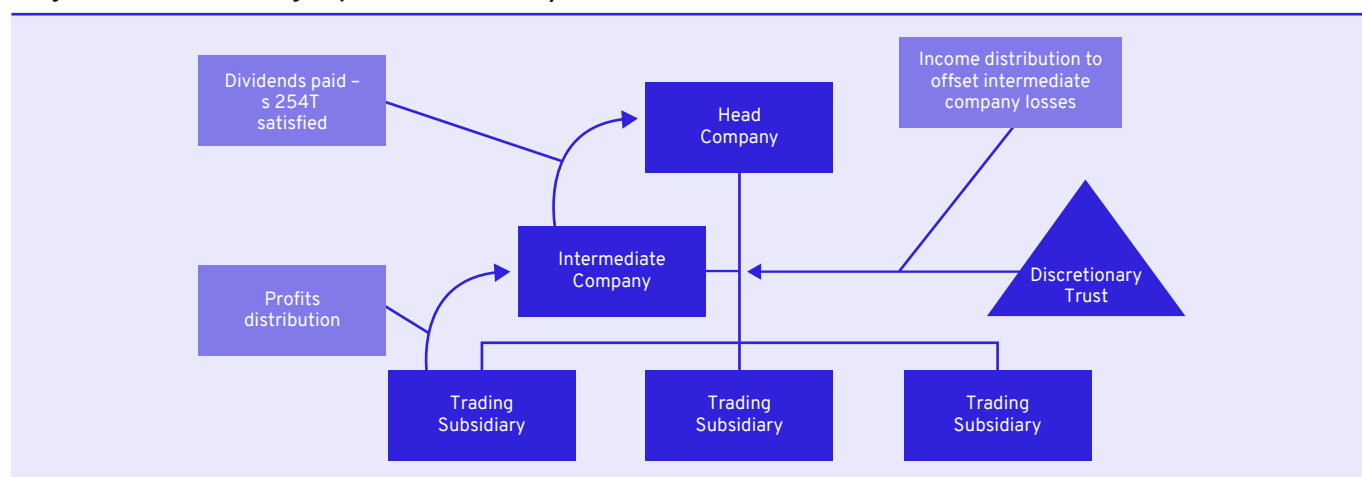 Dividends paid –
s 254T
satisfied
Head
Company
Income distribution to
offset intermediate
company losses
Intermediate
Company
Discretionary
Trust
Profits
distribution
Trading
Subsidiary
Trading
Subsidiary
Trading
Subsidiary